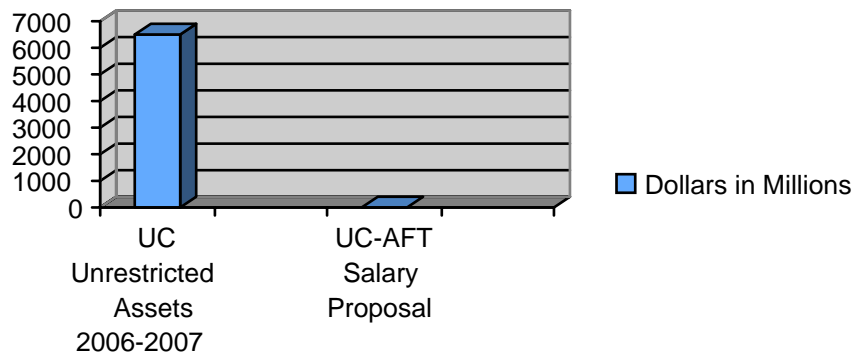 7000
6000
5000
4000
3000
2000
1000
0
UC
Unrestricted
Assets
2006-2007
UC-AFT
Salary
Proposal
Dollars in Millions